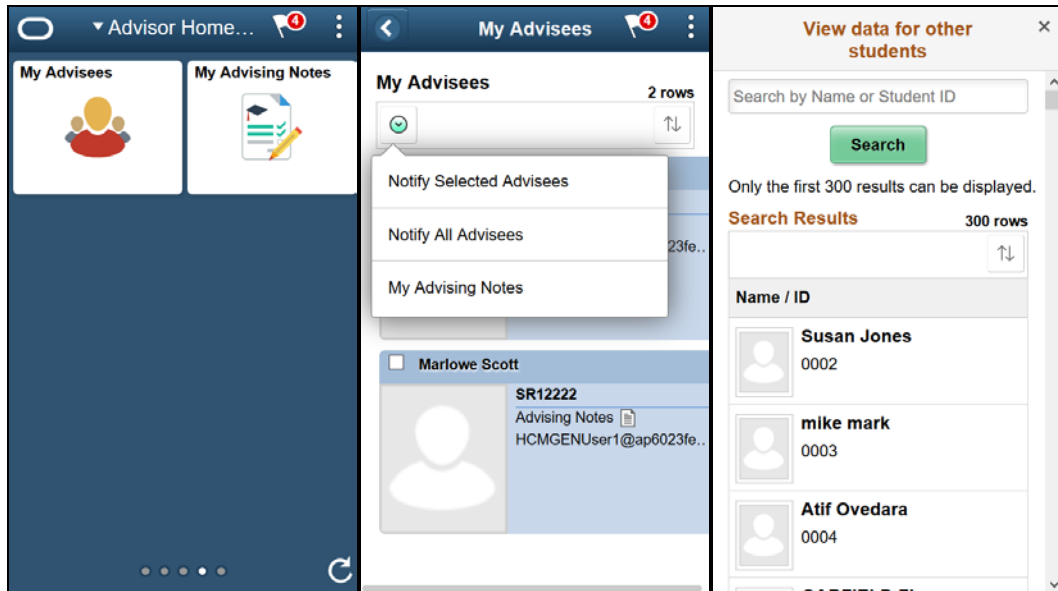 Advisor Home...
4
My Advisees
My Advising Notes
My Advisees
4
My Advisees
2 rows
Notify Selected Advisees
Notify All Advisees
My Advising Notes
23fe..
Marlowe Scott
SR12222
Advising Notes
HCMGENUser1@ap6023fe..
View data for other
students
Search by Name or Student ID
Search
Only the first 300 results can be displayed.
Search Results
300 rows
Name / ID
Susan Jones
0002
mike mark
0003
Atif Ovedara
0004